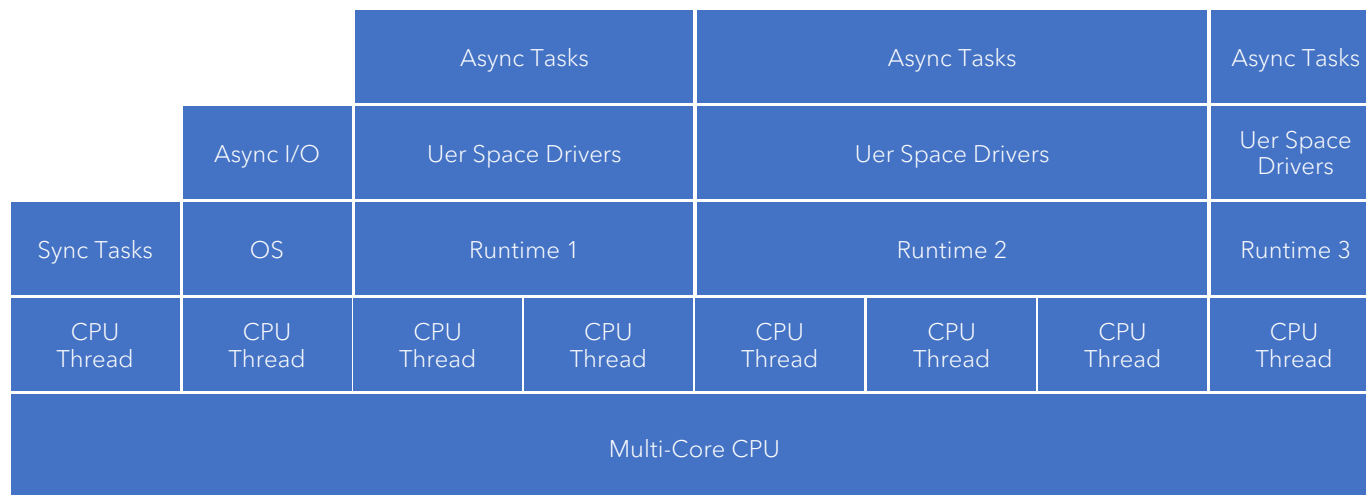 Async Tasks
Async Tasks
Async Tasks
Async I/O
Uer Space Drivers
Uer Space Drivers
Uer Space
Drivers
Sync Tasks
OS
Runtime 1
Runtime 2
Runtime 3
CPU
Thread
CPU
Thread
CPU
Thread
CPU
Thread
CPU
Thread
CPU
Thread
CPU
Thread
CPU
Thread
Multi-Core CPU